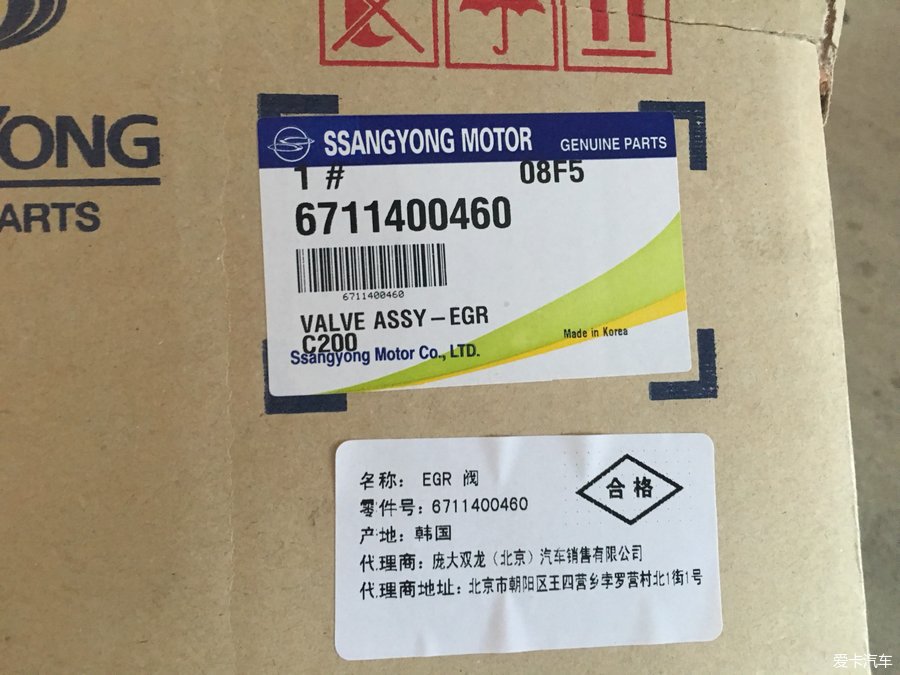 YONG
ARTS
SSANGYONG MOTOR GENUINE PARTS
1 # 08F5
6711400460
6711400460
VALVE ASSY-EGR
C200
Made in Korea
Ssangyong Motor Co., LTD.
名称： EGR 阀
合格
零件号：6711400460
产地：韩国
代理商：庞大双龙（北京）汽车销售有限公司
代理商地址：北京市朝阳区王四营乡孛罗营村北1街1号
爱卡汽车